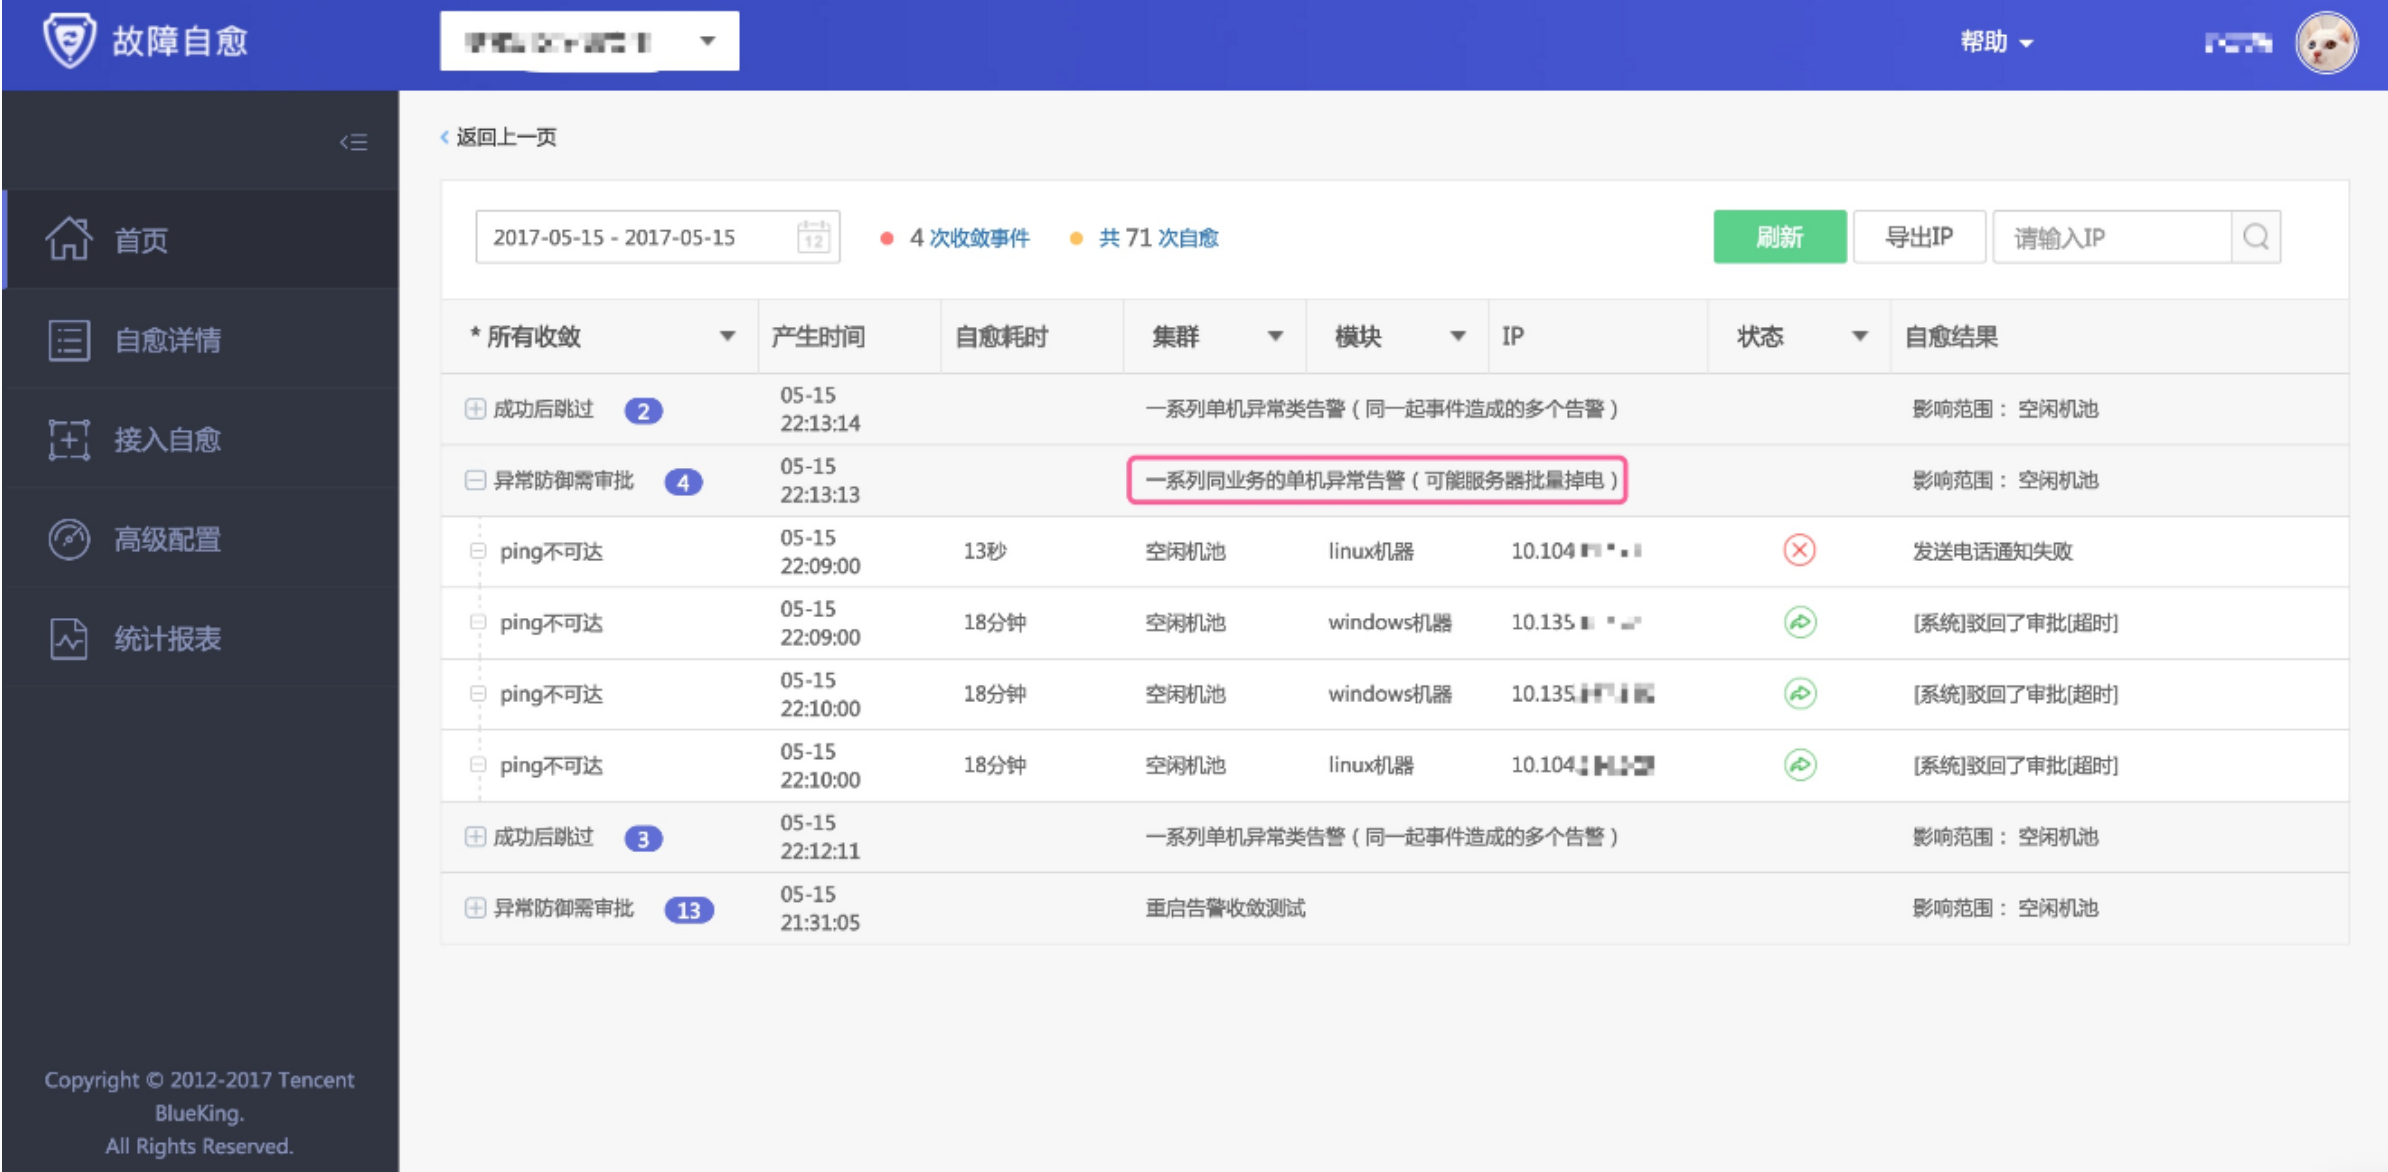 故障自愈
帮助
返回上一页
首页
自愈详情
接入自愈
高级配置
统计报表
2017-05-15 - 2017-05-15
12
4 次收敛事件
共 71 次自愈
刷新
导出IP
请输入IP
* 所有收敛 产生时间 自愈耗时 集群 模块 IP 状态 自愈结果
成功后跳过 2 05-15 22:13:14 一系列单机异常类告警（同一起事件造成的多个告警） 影响范围： 空闲机池
异常防御需审批 4 05-15 22:13:13 一系列同业务的单机异常告警（可能服务器批量掉电） 影响范围： 空闲机池
ping不可达 05-15 22:09:00 13秒 空闲机池 linux机器 10.104 发送电话通知失败
ping不可达 05-15 22:09:00 18分钟 空闲机池 windows机器 10.135 [系统]驳回了审批[超时]
ping不可达 05-15 22:10:00 18分钟 空闲机池 windows机器 10.135. [系统]驳回了审批[超时]
ping不可达 05-15 22:10:00 18分钟 空闲机池 linux机器 10.104. [系统]驳回了审批[超时]
成功后跳过 3 05-15 22:12:11 一系列单机异常类告警（同一起事件造成的多个告警） 影响范围： 空闲机池
异常防御需审批 13 05-15 21:31:05 重启告警收敛测试 影响范围： 空闲机池
Copyright © 2012-2017 Tencent
BlueKing.
All Rights Reserved.